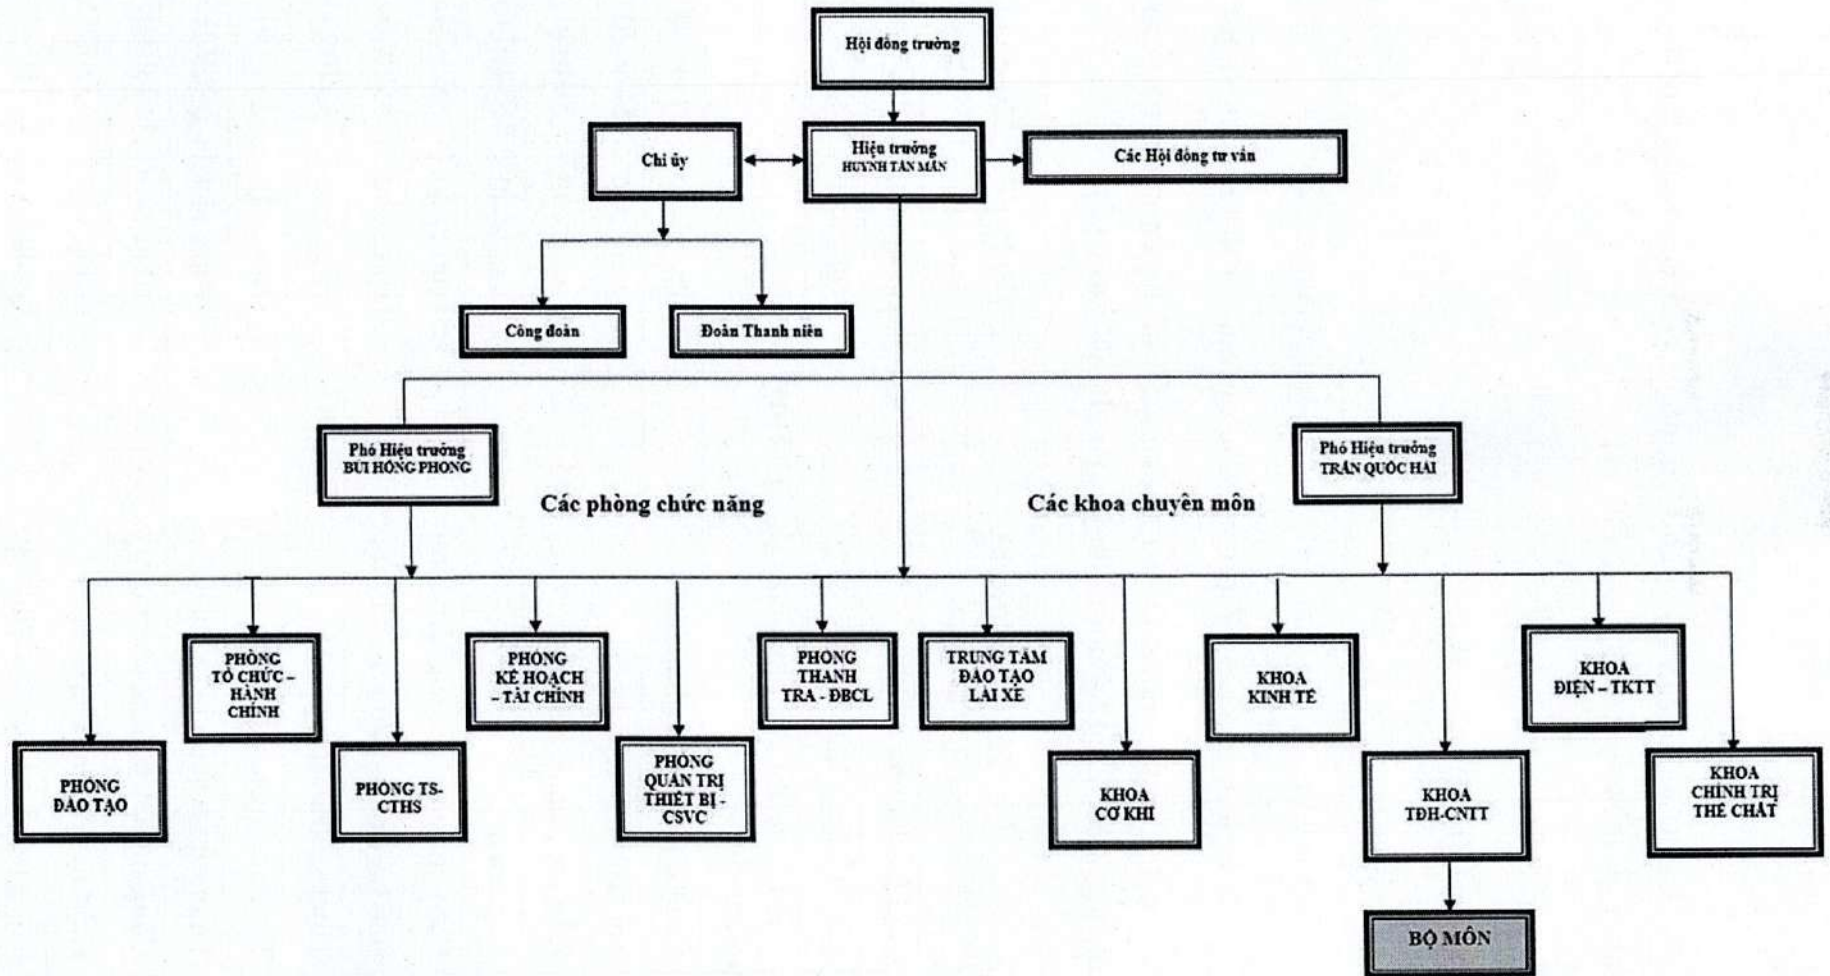 Hội đồng trường
Chi ủy
Hiệu trưởng
HUỲNH TẤN MẪN
Các Hội đồng tư vấn
Công đoàn
Đoàn Thanh niên
Phó Hiệu trưởng
BÙI HỒNG PHONG
Phó Hiệu trưởng
TRẦN QUỐC HẢI
Các phòng chức năng
Các khoa chuyên môn
PHÒNG
ĐÀO TẠO
PHÒNG
TỔ CHỨC –
HÀNH
CHÍNH
PHÒNG TS-
CTHS
PHÒNG
KẾ HOẠCH
– TÀI CHÍNH
PHÒNG
QUẢN TRỊ
THIẾT BỊ -
CSVC
PHÒNG
THANH
TRA - ĐBCL
TRUNG TÂM
ĐÀO TẠO
LÁI XE
KHOA
CƠ KHÍ
KHOA
KINH TẾ
KHOA
TĐH-CNTT
KHOA
ĐIỆN – TKTT
KHOA
CHÍNH TRỊ
THỂ CHẤT
BỘ MÔN